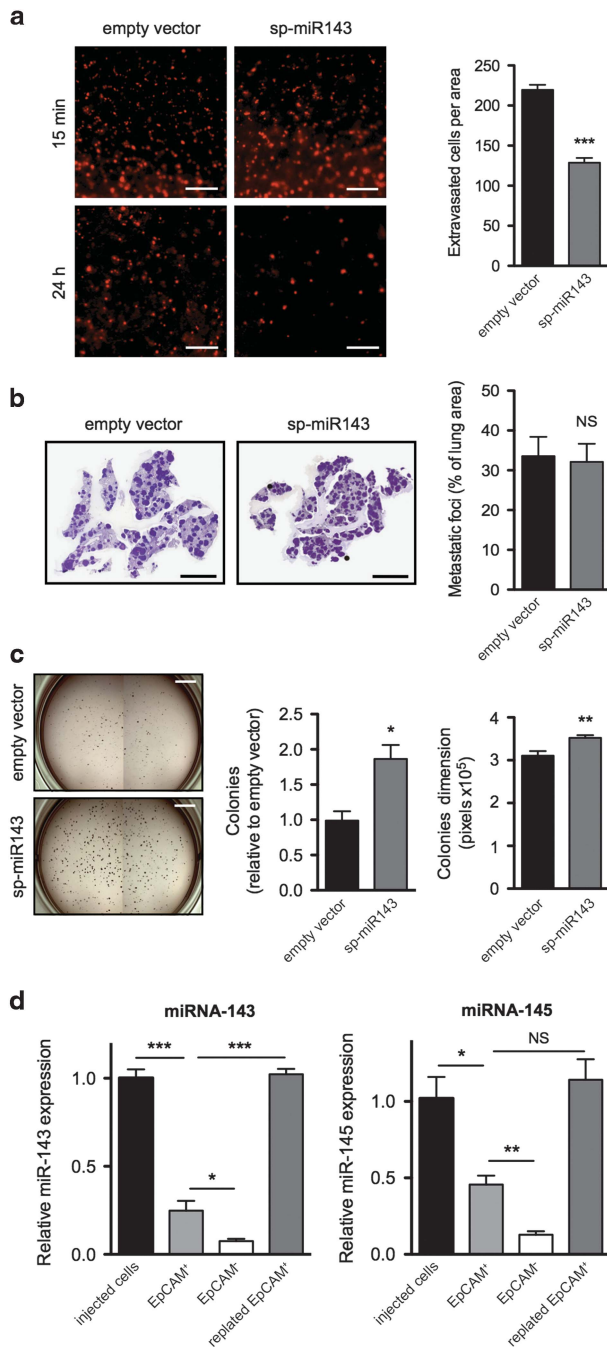 a
empty vector
sp-miR143
15 min
24 h
Extravasated cells per area
250
200
150
100
50
0
***
empty vector
sp-miR143
b
empty vector
sp-miR143
Metastatic foci (% of lung area)
50
40
30
20
10
0
NS
empty vector
sp-miR143
c
empty vector
sp-miR143
Colonies
(relative to empty vector)
2.5
2.0
1.5
1.0
0.5
0.0
*
empty vector
sp-miR143
Colonies dimension
(pixels x10⁵)
4
3
2
1
0
**
empty vector
sp-miR143
d
miRNA-143
Relative miR-143 expression
1.0
0.5
0.0
***
***
*
injected cells
EpCAM⁺
EpCAM⁻
replated EpCAM⁺
miRNA-145
Relative miR-145 expression
1.0
0.5
0.0
*
NS
**
injected cells
EpCAM⁺
EpCAM⁻
replated EpCAM⁺